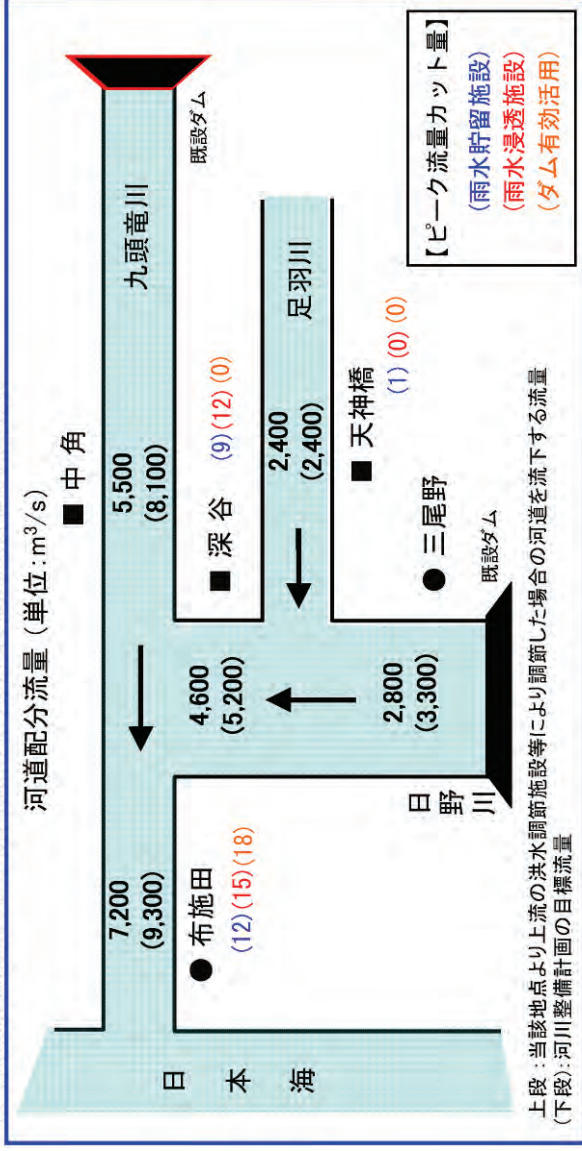 河道配分流量 (単位:m³/s)
■ 中 角
九頭竜川
既設ダム
5,500
(8,100)
7,200
(9,300)
● 布施田
(12)(15)(18)
■ 深 谷 (9)(12)(0)
足羽川
2,400
(2,400)
■ 天神橋
(1)(0)(0)
4,600
(5,200)
2,800
(3,300)
● 三尾野
既設ダム
日
野
川
日
本
海
【ピーク流量カット量】
(雨水貯留施設)
(雨水浸透施設)
(ダム有効活用)
上段:当該地点より上流の洪水調節施設等により調節した場合の河道を流下する流量
(下段):河川整備計画の目標流量